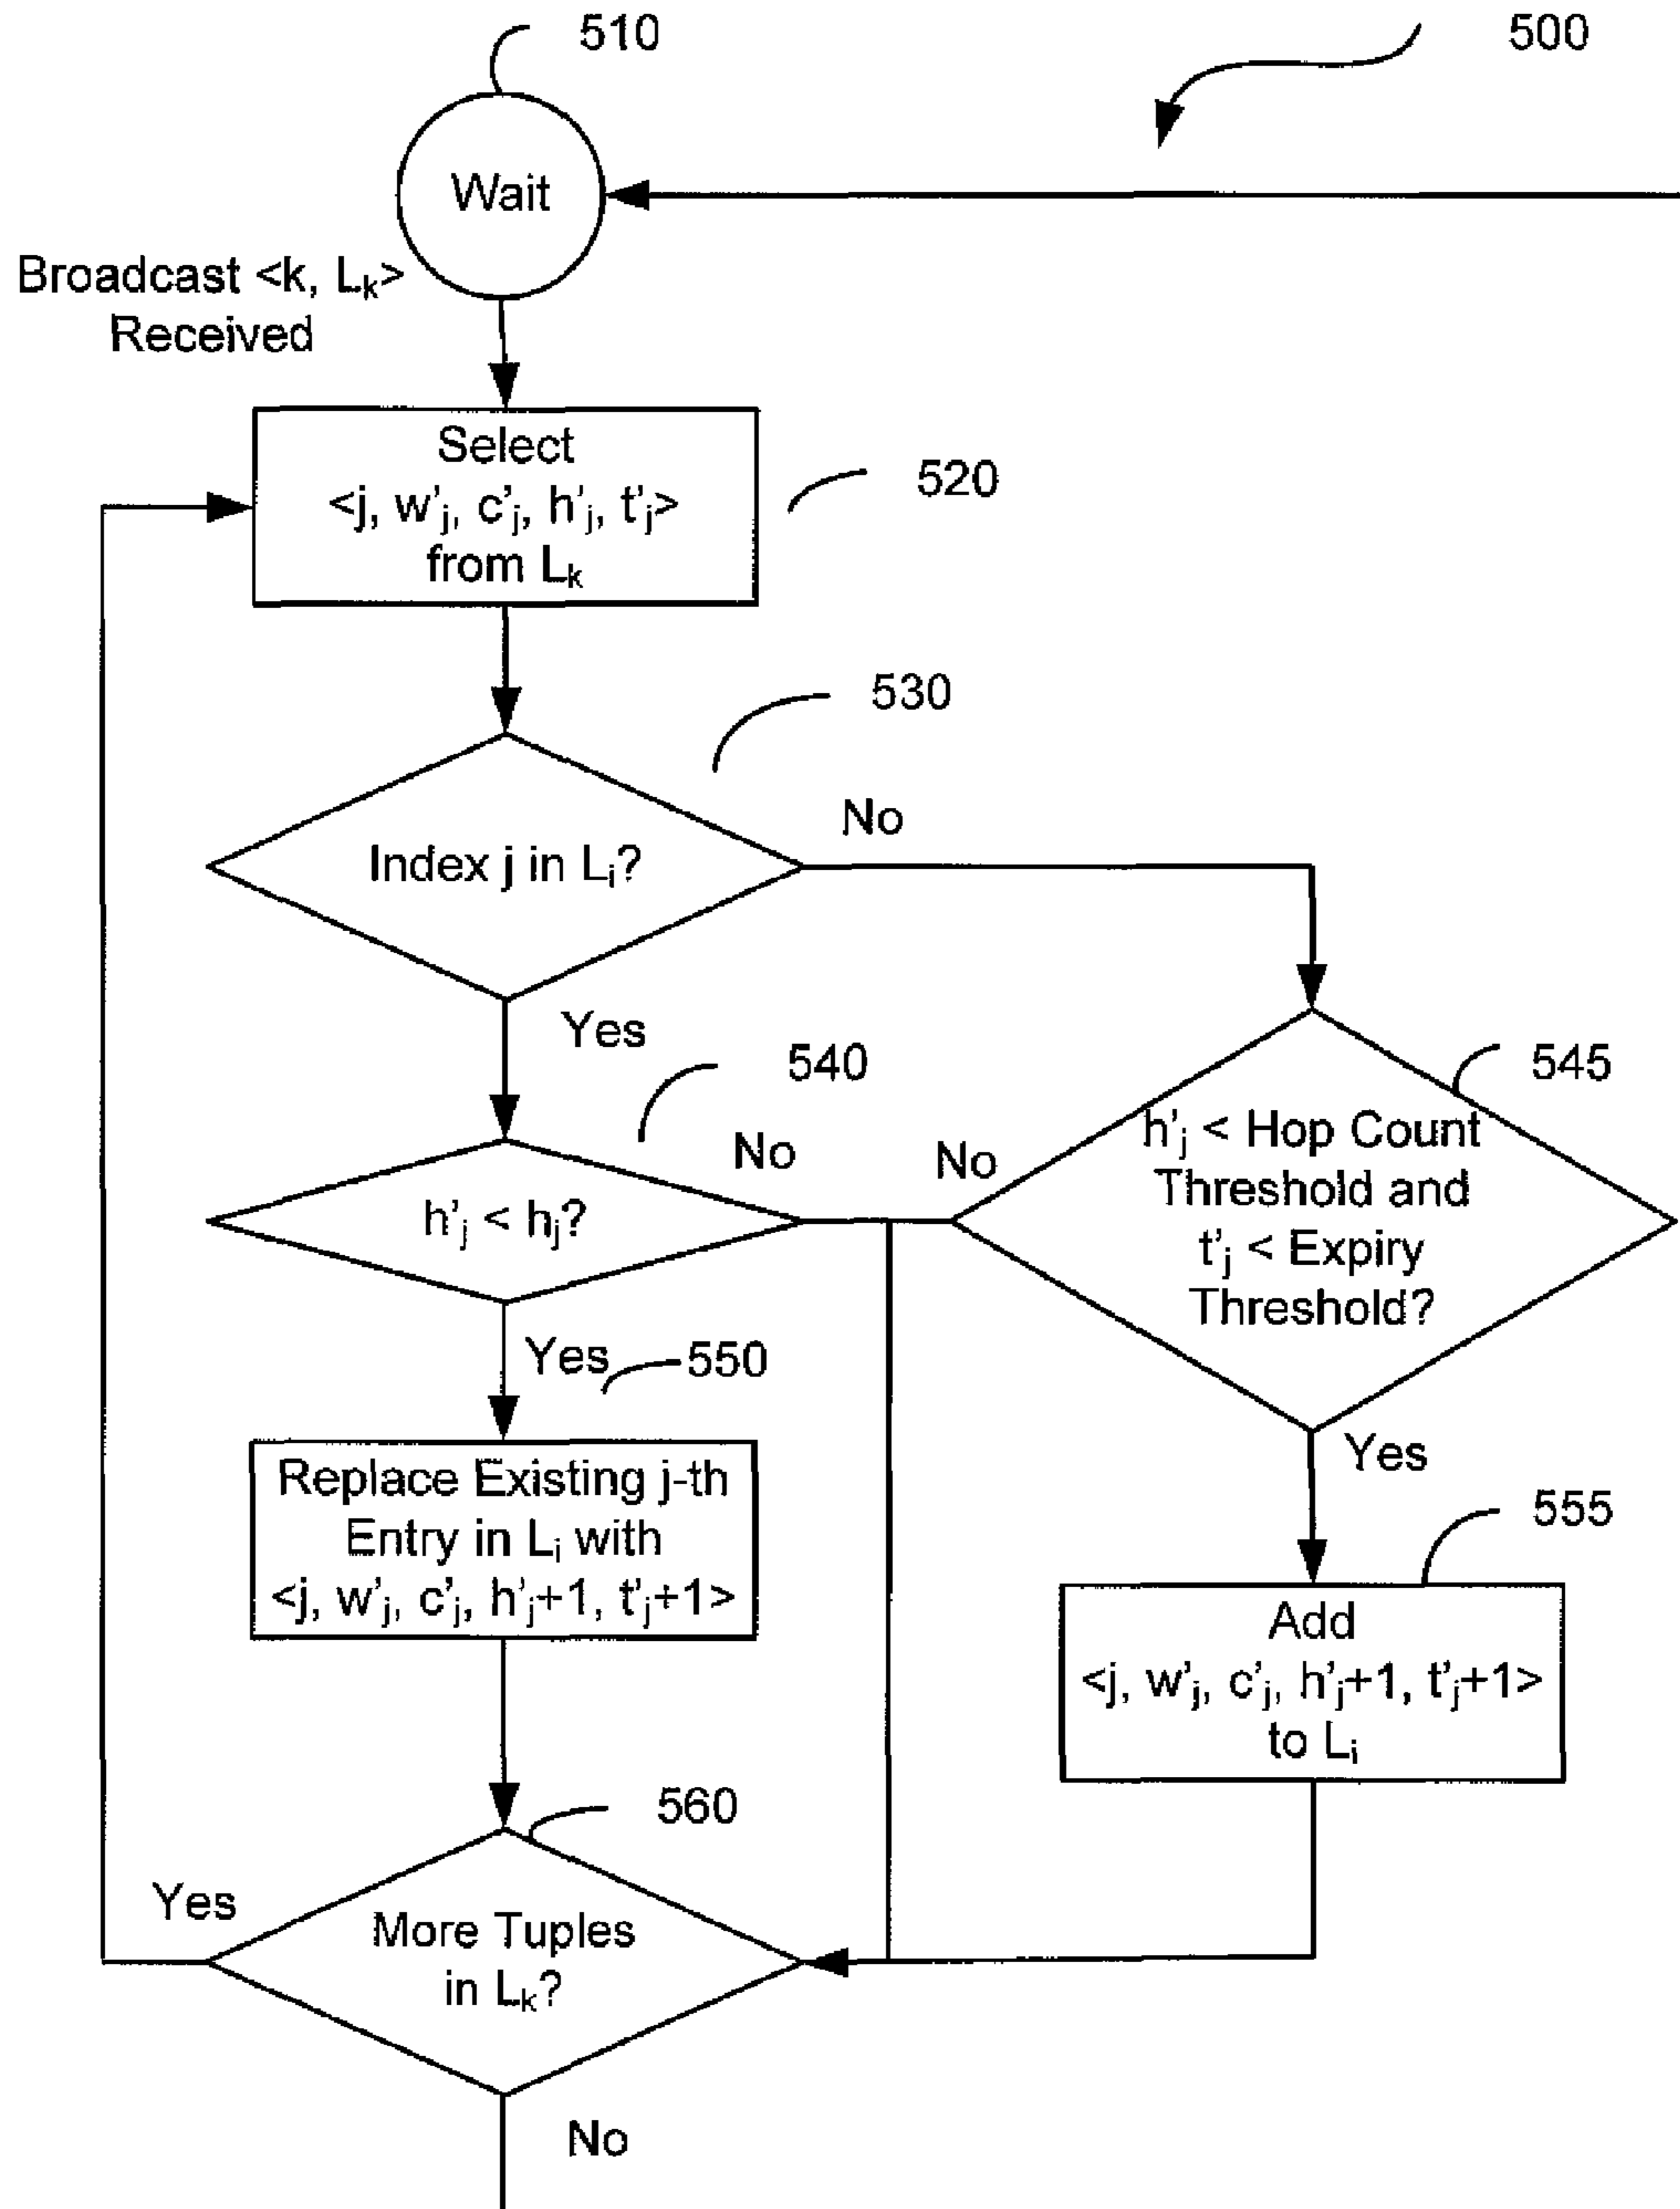 510
500
Wait
Broadcast <k, Lk>
Received
Select
<j, w'j, c'j, h'j, t'j>
from Lk
520
530
Index j in Li?
No
Yes
540
545
h'j < hj?
No
No
h'j < Hop Count
Threshold and
t'j < Expiry
Threshold?
Yes
550
Yes
Replace Existing j-th
Entry in Li with
<j, w'j, c'j, h'j+1, t'j+1>
555
Add
<j, w'j, c'j, h'j+1, t'j+1>
to Li
560
Yes
More Tuples
in Lk?
No